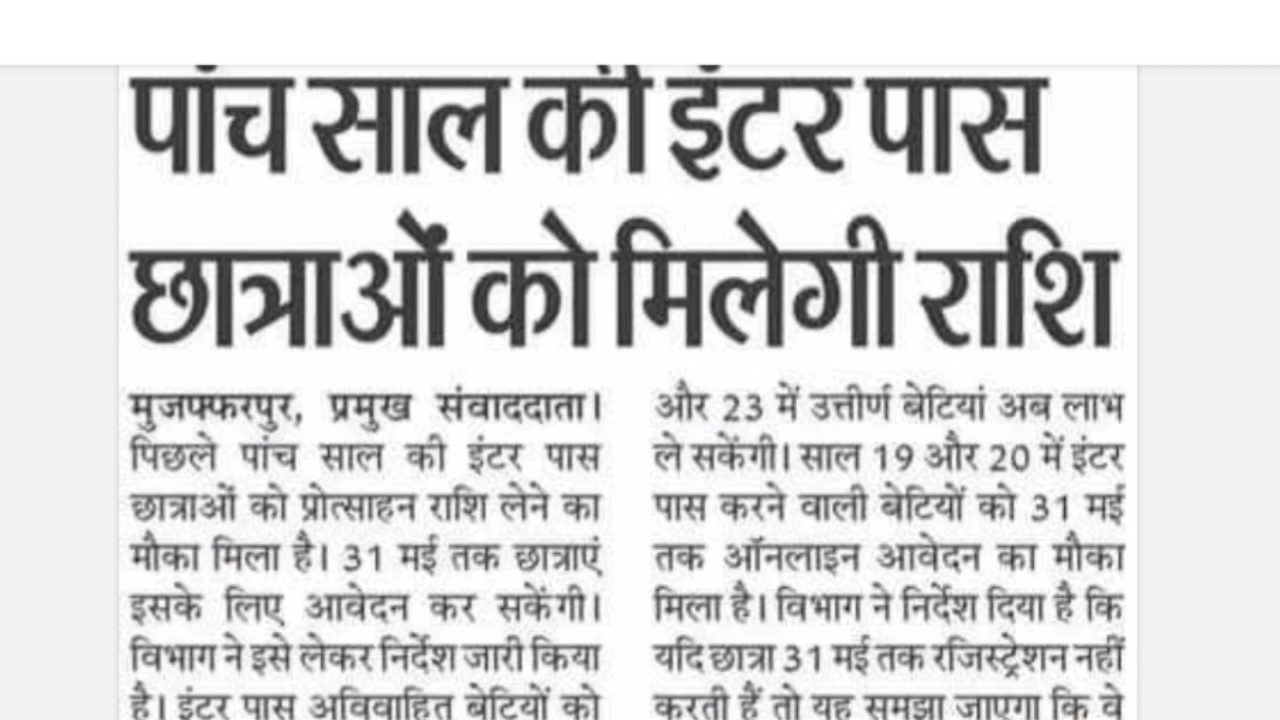 पांच साल की इंटर पास
छात्राओं को मिलेगी राशि
मुजफ्फरपुर, प्रमुख संवाददाता।
पिछले पांच साल की इंटर पास
छात्राओं को प्रोत्साहन राशि लेने का
मौका मिला है। 31 मई तक छात्राएं
इसके लिए आवेदन कर सकेंगी।
विभाग ने इसे लेकर निर्देश जारी किया
है। इंटर पास अविवाहित बेटियों को
और 23 में उत्तीर्ण बेटियां अब लाभ
ले सकेंगी। साल 19 और 20 में इंटर
पास करने वाली बेटियों को 31 मई
तक ऑनलाइन आवेदन का मौका
मिला है। विभाग ने निर्देश दिया है कि
यदि छात्रा 31 मई तक रजिस्ट्रेशन नहीं
करती हैं तो यह समझा जाएगा कि वे